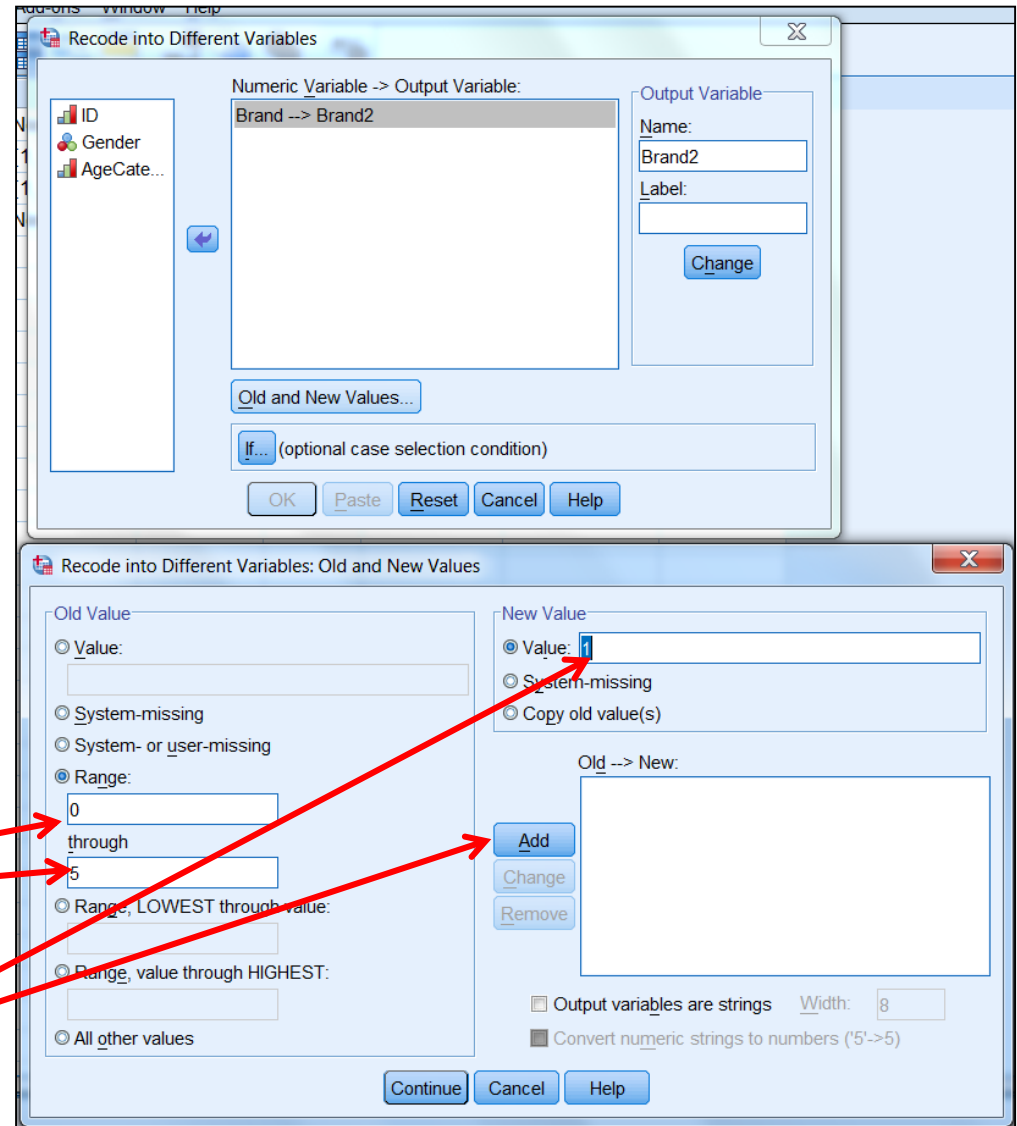 Add-ons Window Help
Recode into Different Variables
Numeric Variable -> Output Variable:
ID
Gender
AgeCate...
Brand --> Brand2
Output Variable
Name:
Brand2
Label:
Change
Old and New Values...
If... (optional case selection condition)
OK Paste Reset Cancel Help
Recode into Different Variables: Old and New Values
Old Value
Value:
System-missing
System- or user-missing
Range:
0
through
5
Range, LOWEST through value:
Range, value through HIGHEST:
All other values
New Value
Value: 1
System-missing
Copy old value(s)
Old --> New:
Add
Change
Remove
Output variables are strings Width: 8
Convert numeric strings to numbers ('5'->5)
Continue Cancel Help